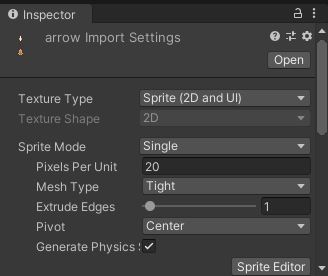 Inspector
arrow Import Settings
Open
Texture Type Sprite (2D and UI)
Texture Shape 2D
Sprite Mode Single
Pixels Per Unit 20
Mesh Type Tight
Extrude Edges 1
Pivot Center
Generate Physics S
Sprite Editor